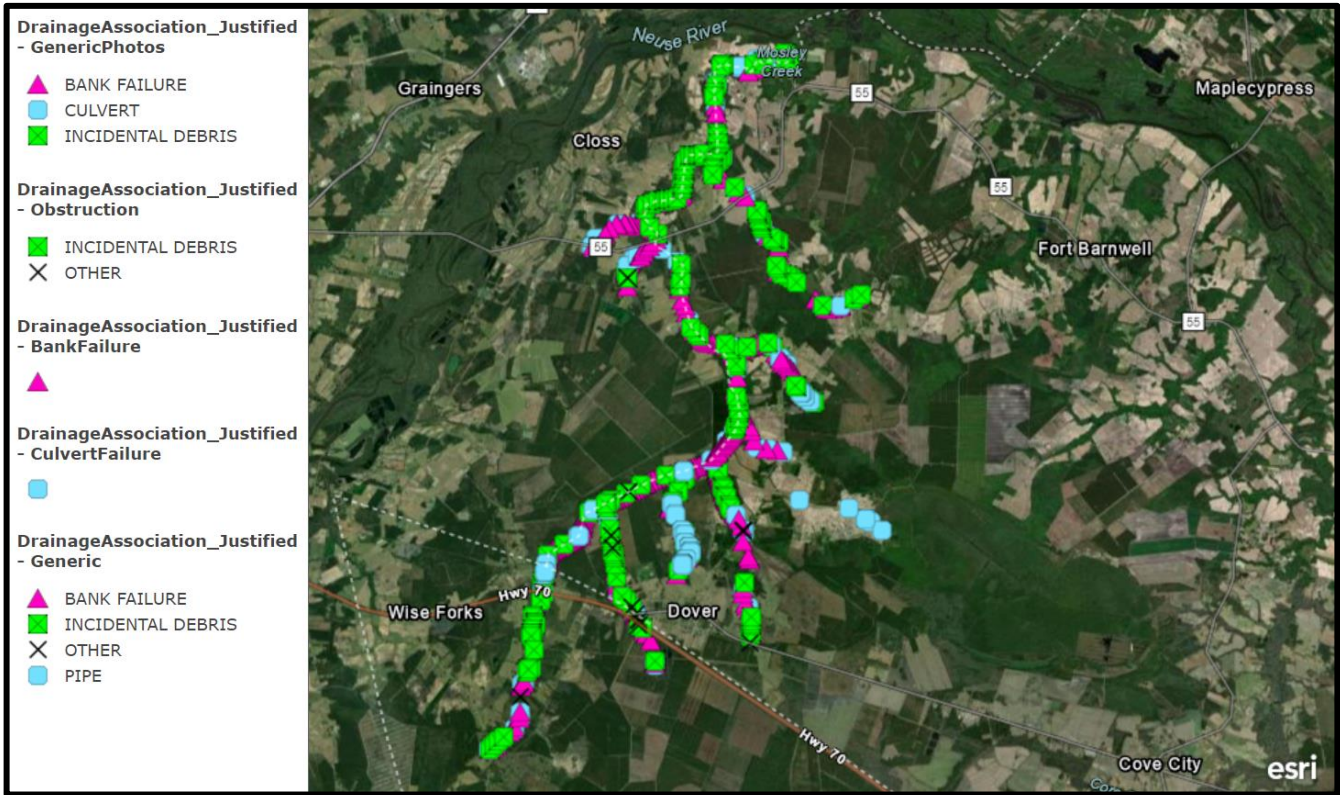 DrainageAssociation_Justified
- GenericPhotos
BANK FAILURE
CULVERT
INCIDENTAL DEBRIS
DrainageAssociation_Justified
- Obstruction
INCIDENTAL DEBRIS
OTHER
DrainageAssociation_Justified
- BankFailure
DrainageAssociation_Justified
- CulvertFailure
DrainageAssociation_Justified
- Generic
BANK FAILURE
INCIDENTAL DEBRIS
OTHER
PIPE
Neuse River
Mosley
Creek
Graingers
55
Maplecypress
Closs
55
55
Fort Barnwell
55
Hwy 70
Wise Forks
Dover
Hwy 70
Cove City
esri